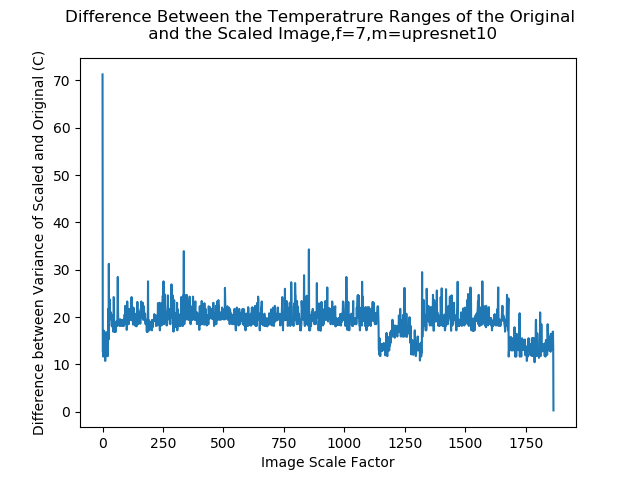 Difference Between the Temperatrure Ranges of the Original
and the Scaled Image,f=7,m=upresnet10
Difference between Variance of Scaled and Original (C)
70
60
50
40
30
20
10
0
0 250 500 750 1000 1250 1500 1750
Image Scale Factor